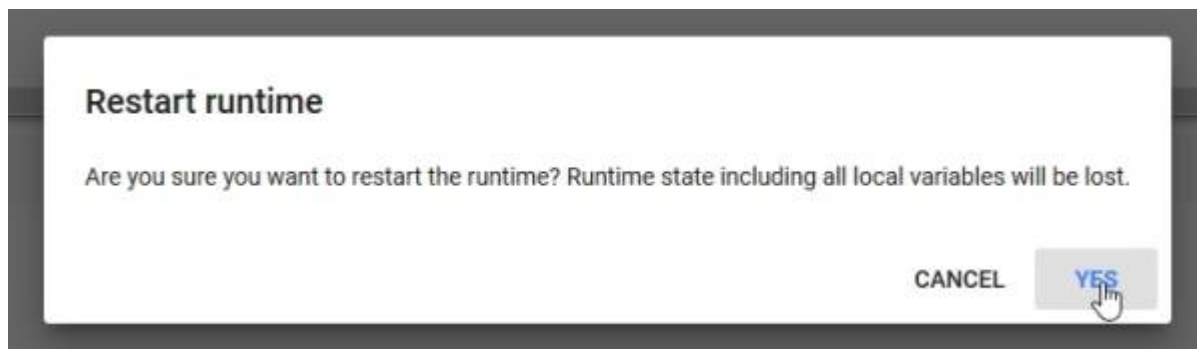 Restart runtime
Are you sure you want to restart the runtime? Runtime state including all local variables will be lost.
CANCEL YES